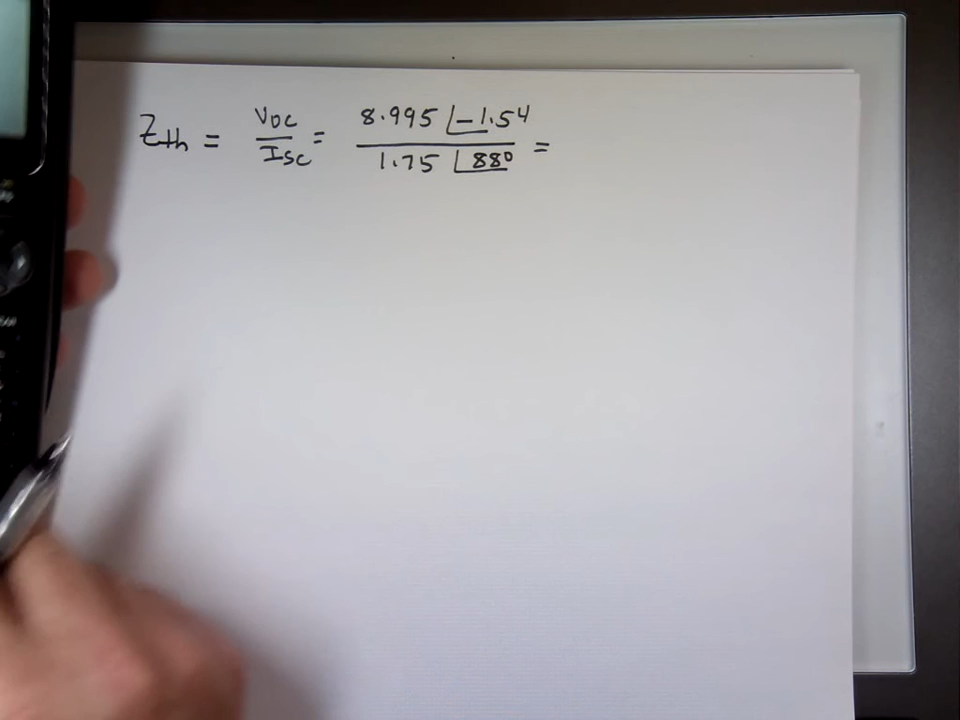 Zth = VOC / ISC = 8.995 ∠-1.54 / 1.75 ∠88° =